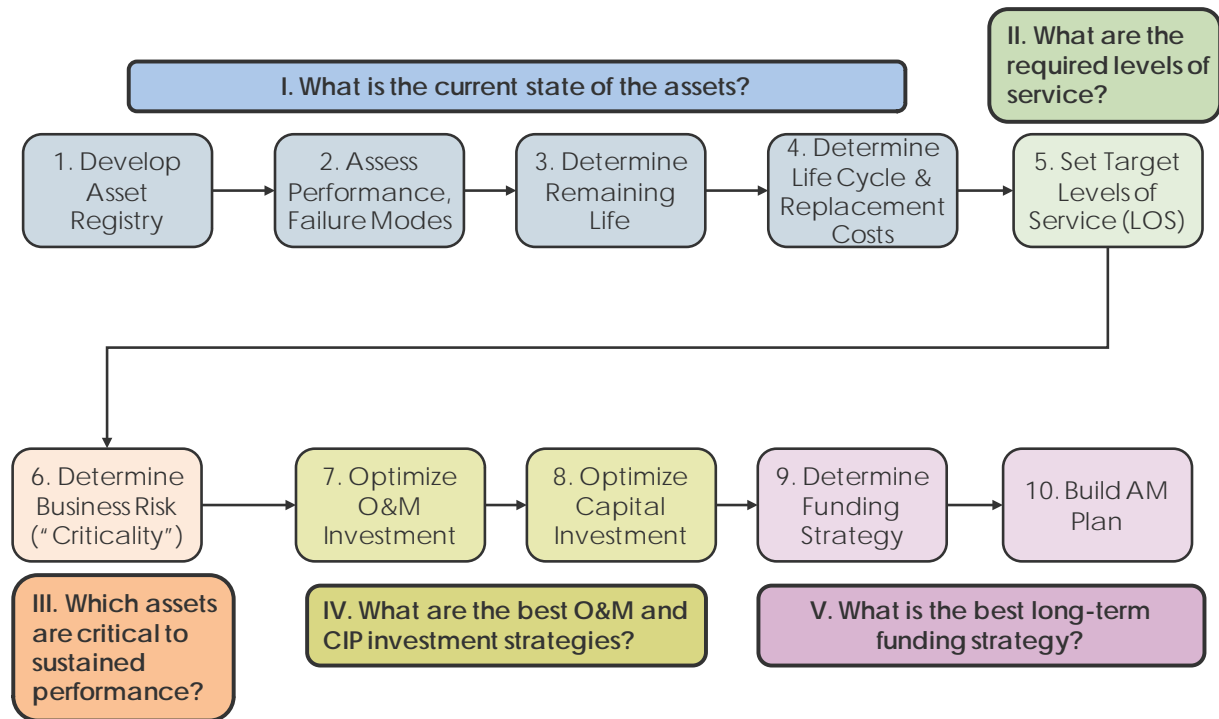 I. What is the current state of the assets?
II. What are the
required levels of
service?
1. Develop
Asset
Registry
2. Assess
Performance,
Failure Modes
3. Determine
Remaining
Life
4. Determine
Life Cycle &
Replacement
Costs
5. Set Target
Levels of
Service (LOS)
6. Determine
Business Risk
(“Criticality”)
7. Optimize
O&M
Investment
8. Optimize
Capital
Investment
9. Determine
Funding
Strategy
10. Build AM
Plan
III. Which assets
are critical to
sustained
performance?
IV. What are the best O&M and
CIP investment strategies?
V. What is the best long-term
funding strategy?